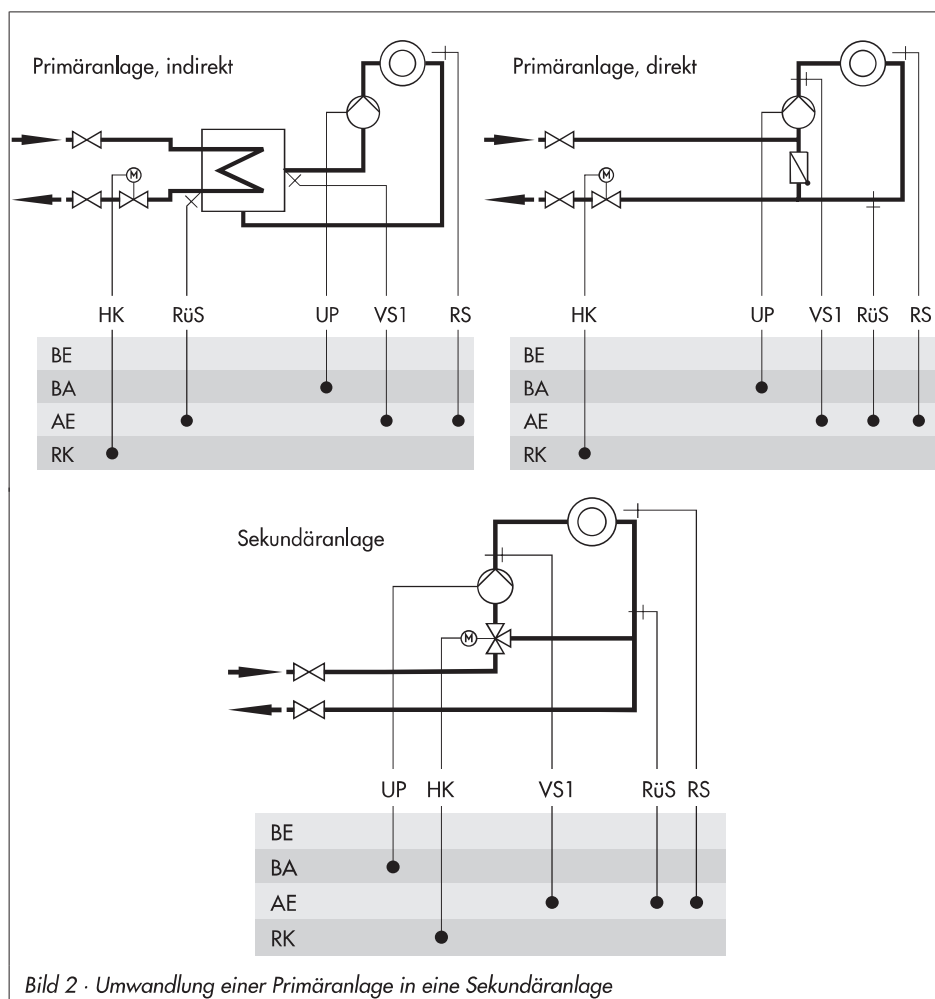 Primäranlage, indirekt
M
HK RüS UP VS1 RS
BE
BA
AE
RK
Primäranlage, direkt
M
HK UP VS1 RüS RS
BE
BA
AE
RK
Sekundäranlage
M
UP HK VS1 RüS RS
BE
BA
AE
RK
Bild 2 · Umwandlung einer Primäranlage in eine Sekundäranlage